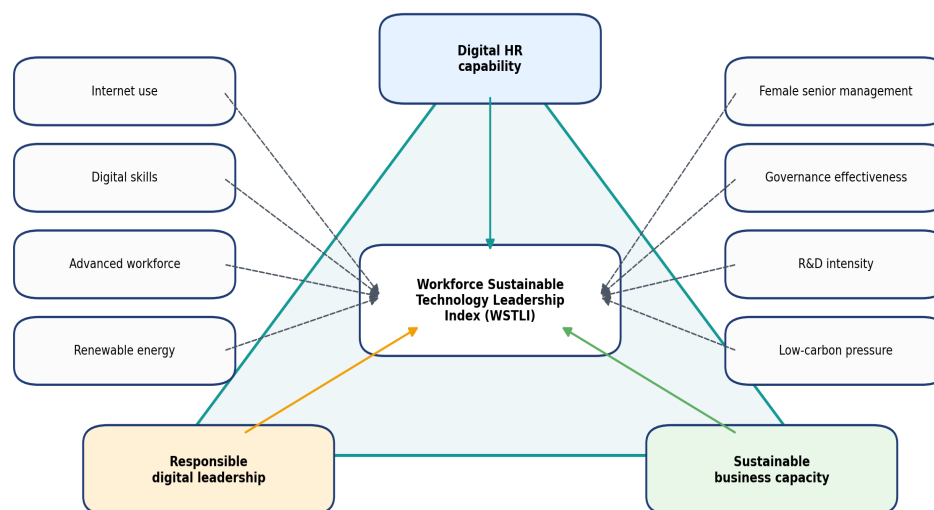 Digital HR
capability
Internet use
Female senior management
Digital skills
Governance effectiveness
Advanced workforce
R&D intensity
Workforce Sustainable
Technology Leadership
Index (WSTLI)
Renewable energy
Low-carbon pressure
Responsible
digital leadership
Sustainable
business capacity